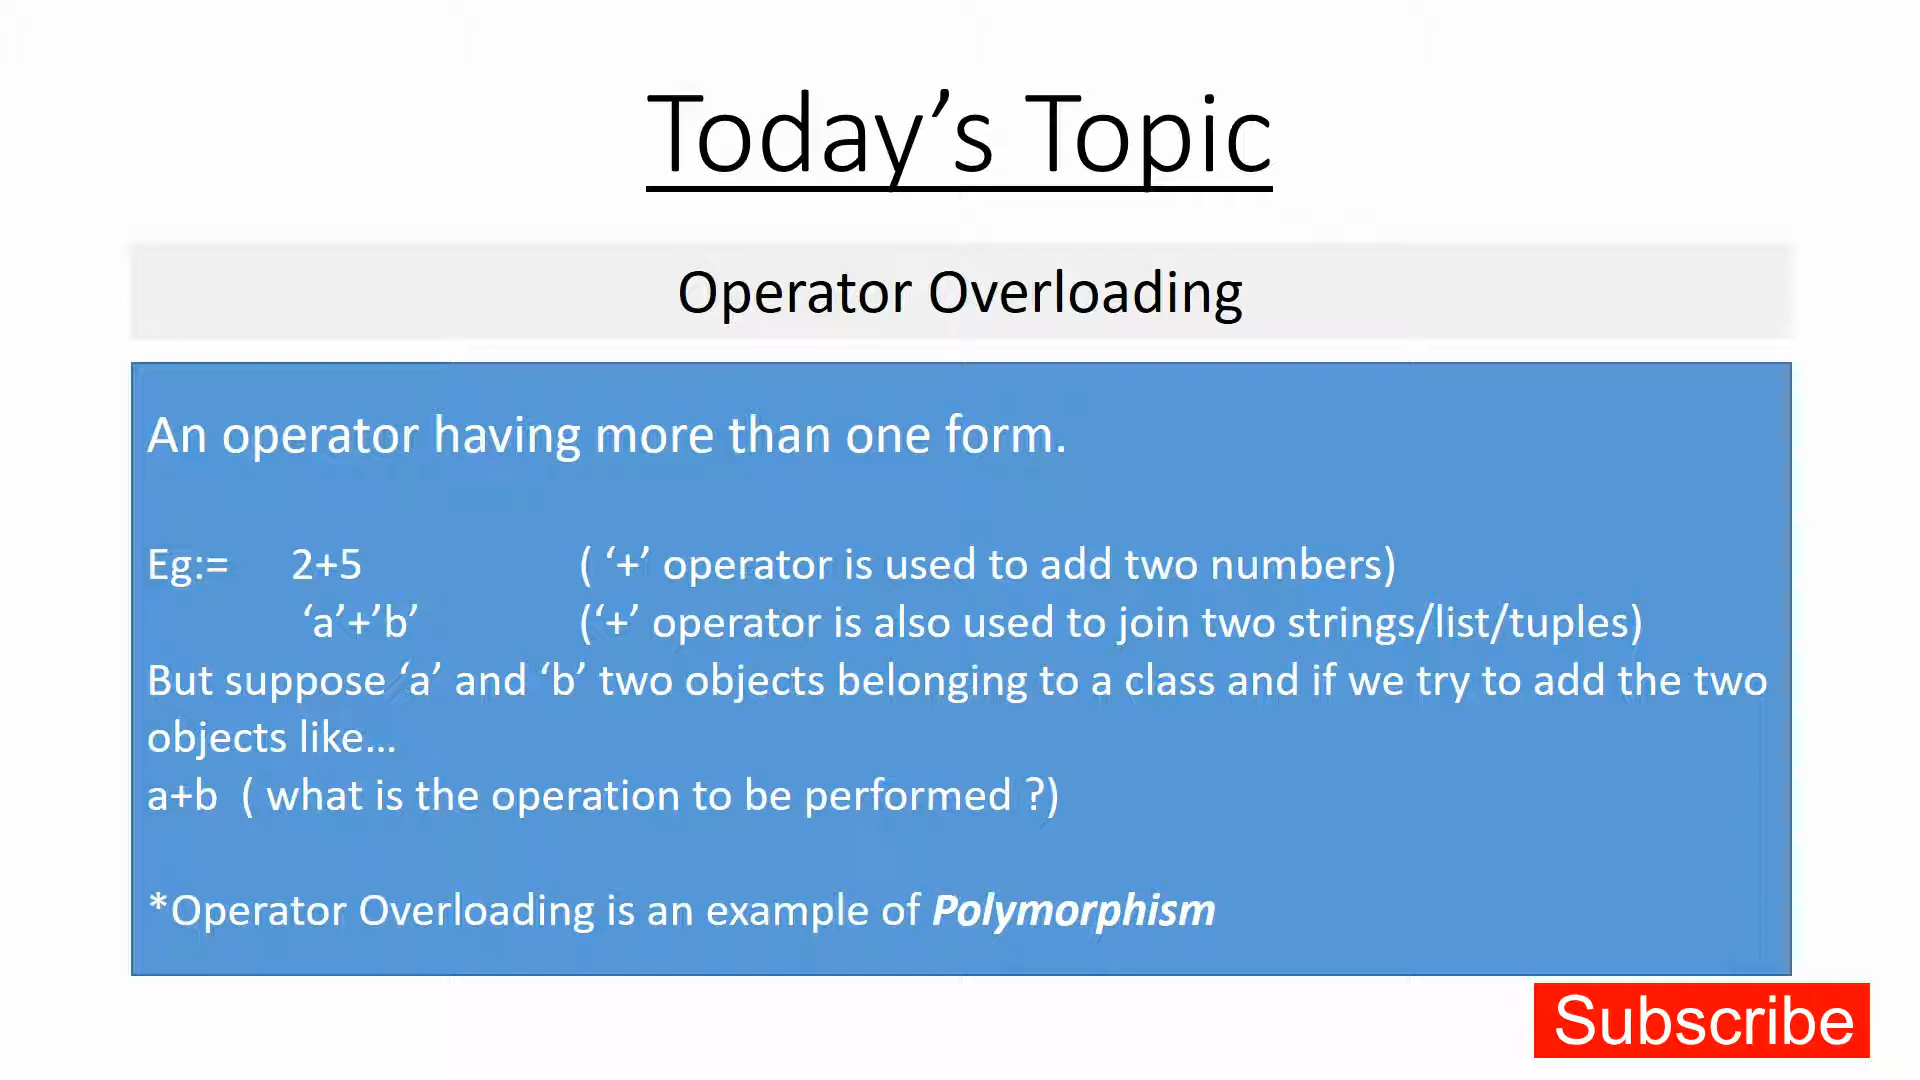 Today’s Topic
Operator Overloading
An operator having more than one form.
Eg:= 2+5 ( ‘+’ operator is used to add two numbers)
‘a’+’b’ (‘+’ operator is also used to join two strings/list/tuples)
But suppose ‘a’ and ‘b’ two objects belonging to a class and if we try to add the two
objects like…
a+b ( what is the operation to be performed ?)
*Operator Overloading is an example of Polymorphism
Subscribe